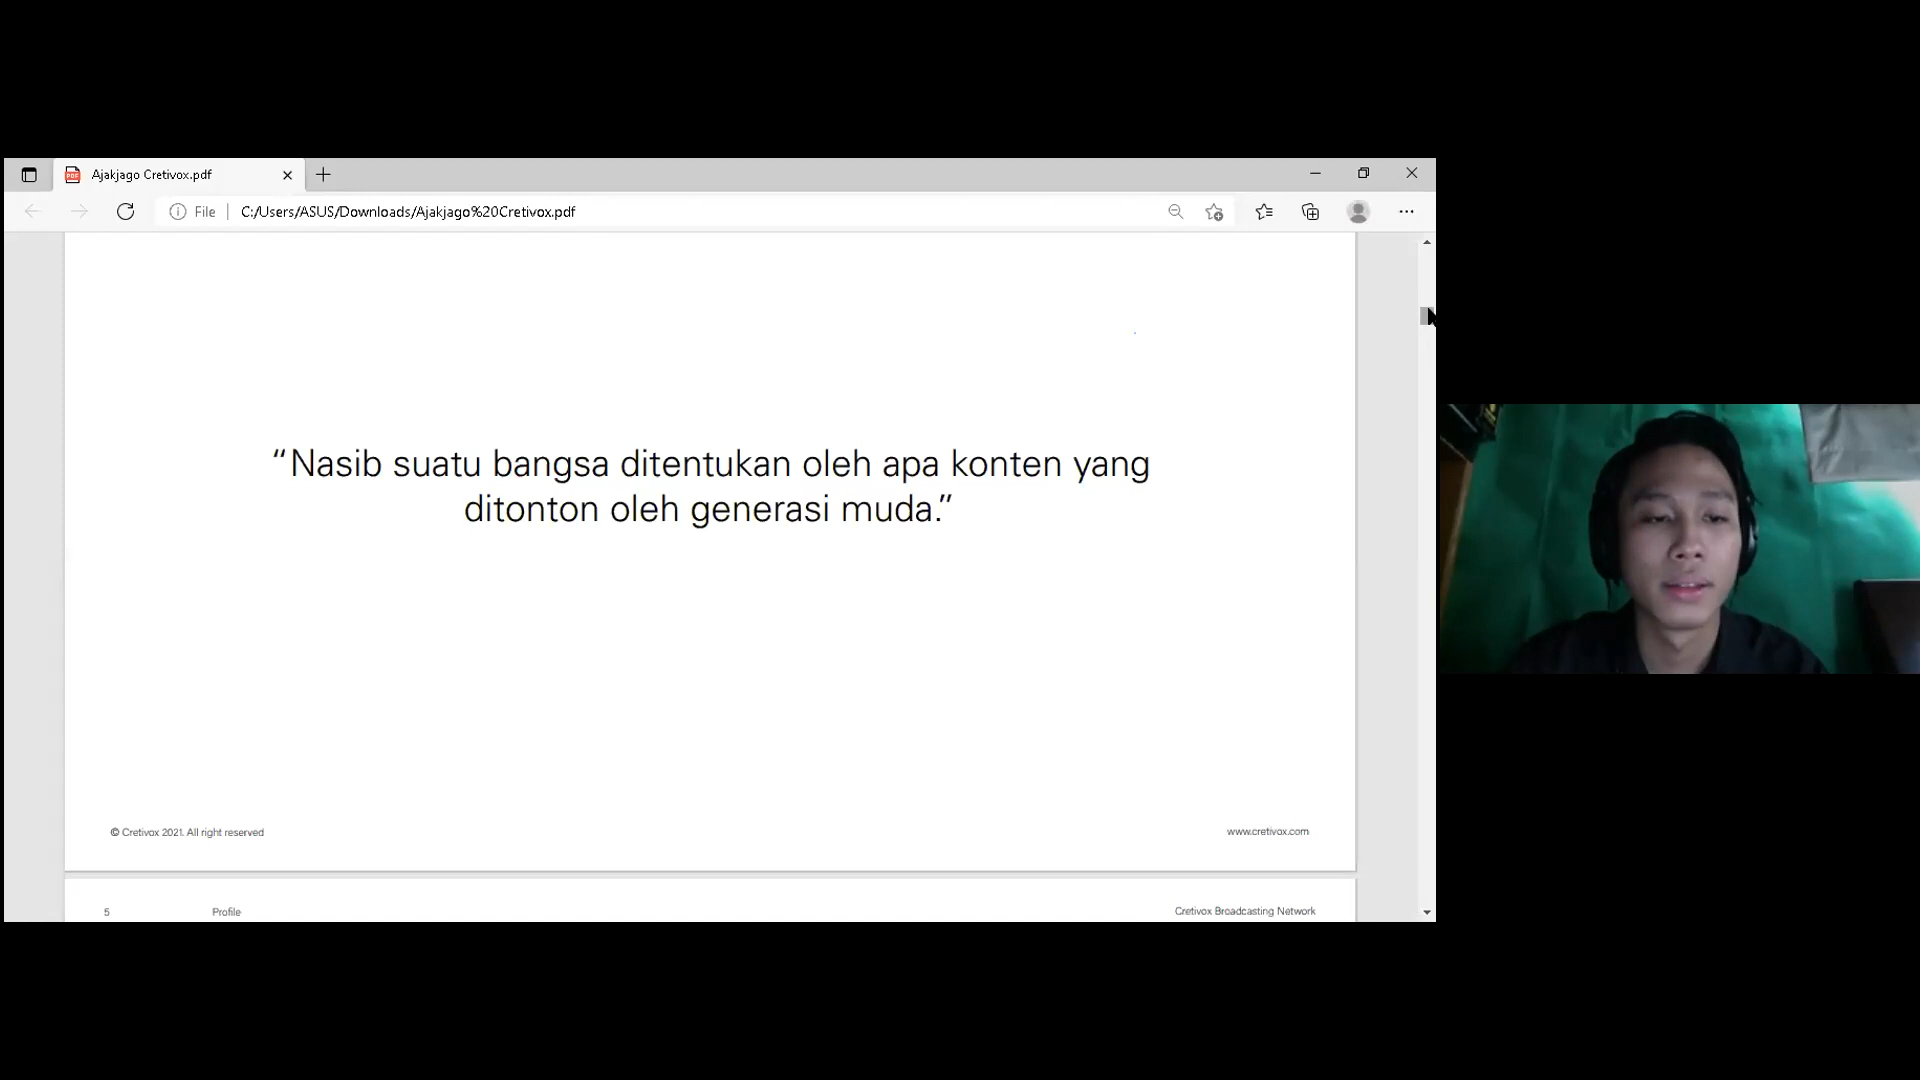 Ajakjago Cretivox.pdf
File
C:/Users/ASUS/Downloads/Ajakjago%20Cretivox.pdf
“Nasib suatu bangsa ditentukan oleh apa konten yang
ditonton oleh generasi muda.”
© Cretivox 2021. All right reserved
www.cretivox.com
5 Profile Cretivox Broadcasting Network